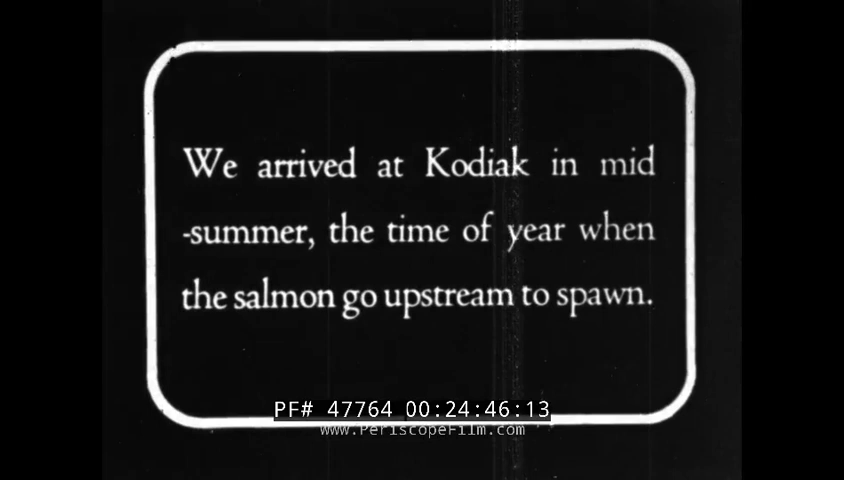 We arrived at Kodiak in mid
-summer, the time of year when
the salmon go upstream to spawn.
PF# 47764 00:24:46:13
www.PeriscopeFilm.com